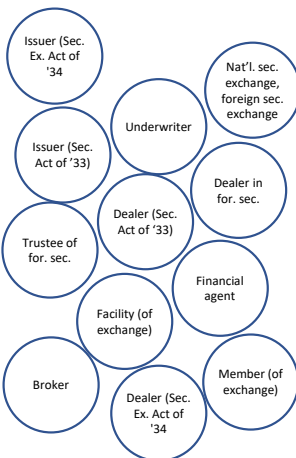 Issuer (Sec.
Ex. Act of
'34
Nat'l. sec.
exchange,
foreign sec.
exchange
Underwriter
Issuer (Sec.
Act of ’33)
Dealer in
for. sec.
Dealer (Sec.
Act of ‘33)
Trustee of
for. sec.
Financial
agent
Facility (of
exchange)
Broker
Member (of
exchange)
Dealer (Sec.
Ex. Act of
'34